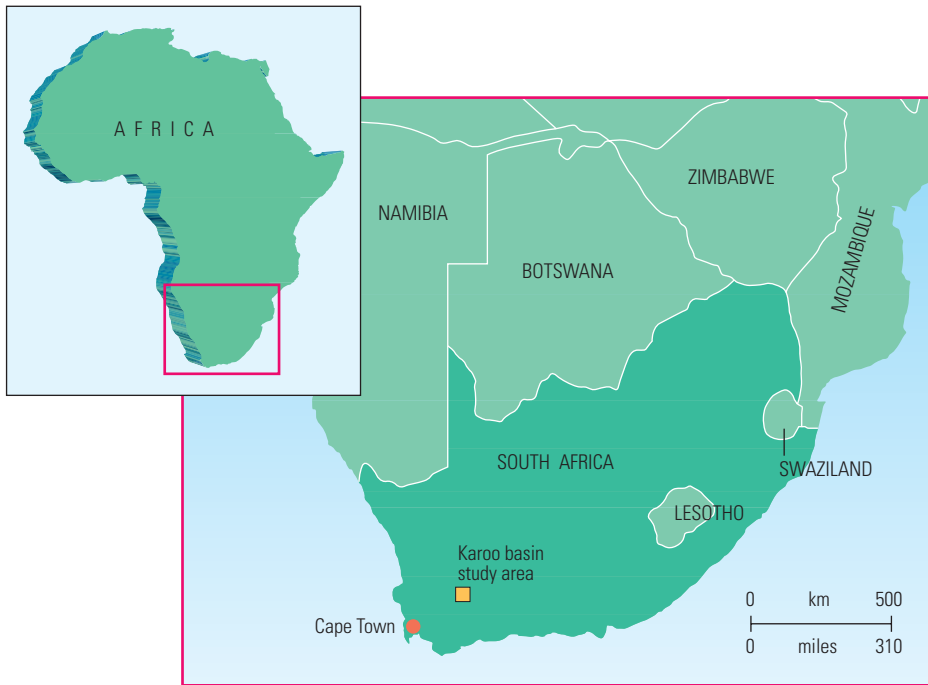 AFRICA
ZIMBABWE
NAMIBIA
MOZAMBIQUE
BOTSWANA
SOUTH AFRICA
SWAZILAND
LESOTHO
Karoo basin
study area
Cape Town
0 km 500
0 miles 310